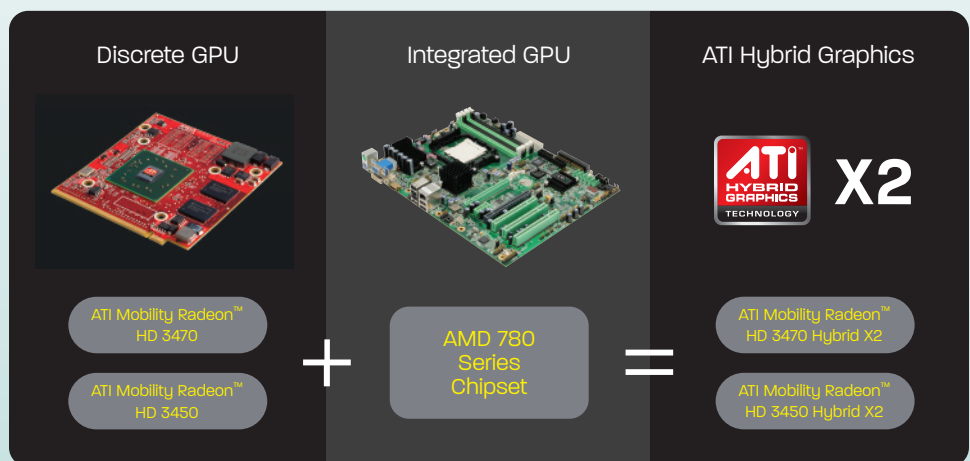 Discrete GPU
Integrated GPU
ATI Hybrid Graphics
ATI
HYBRID
GRAPHICS
TECHNOLOGY
X2
ATI Mobility Radeon™
HD 3470
ATI Mobility Radeon™
HD 3450
+
AMD 780
Series
Chipset
=
ATI Mobility Radeon™
HD 3470 Hybrid X2
ATI Mobility Radeon™
HD 3450 Hybrid X2